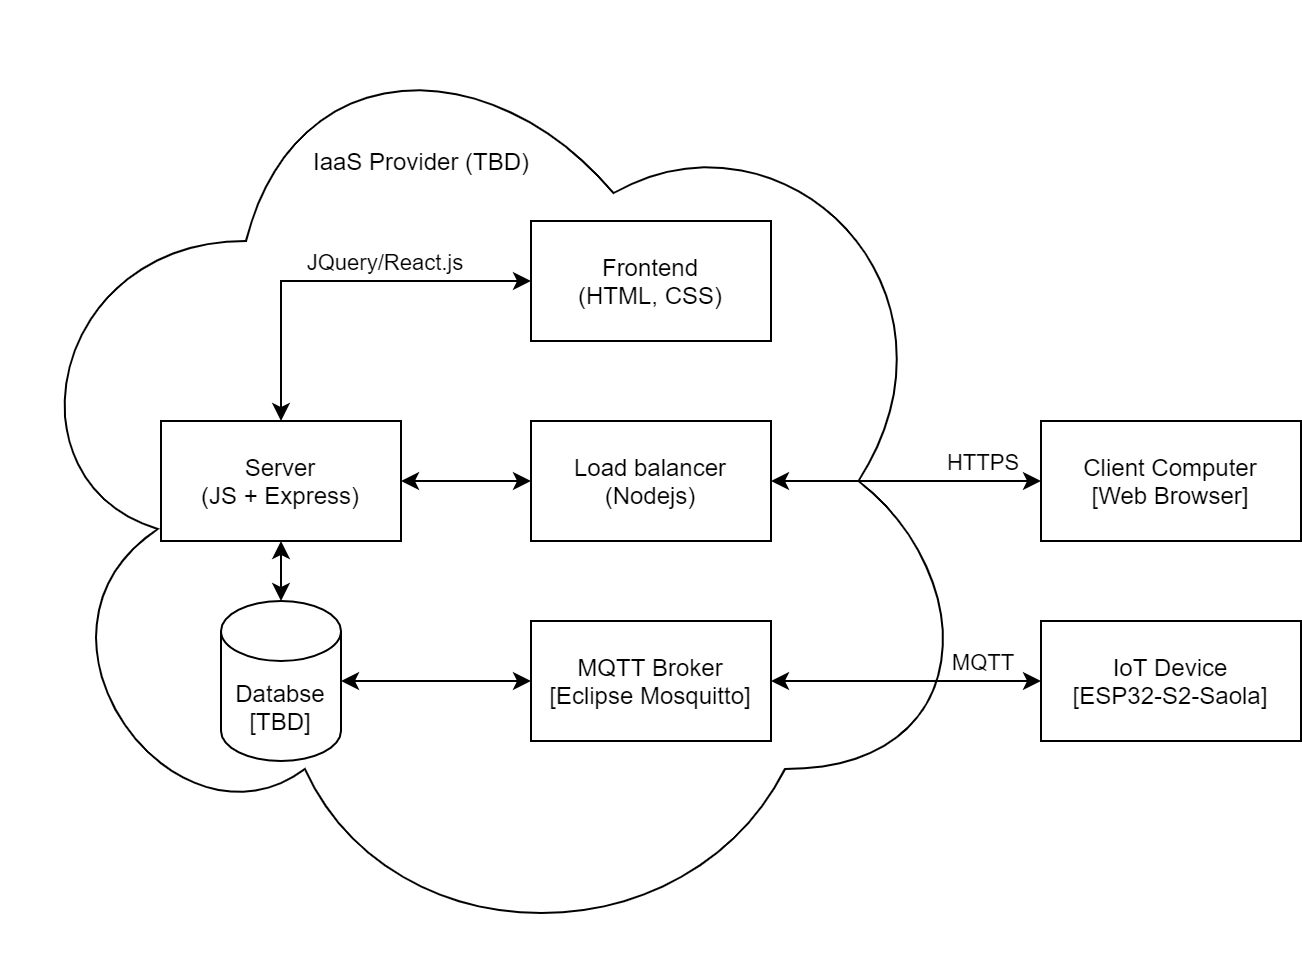 IaaS Provider (TBD)
JQuery/React.js
Frontend
(HTML, CSS)
Server
(JS + Express)
Load balancer
(Nodejs)
HTTPS
Client Computer
[Web Browser]
Databse
[TBD]
MQTT Broker
[Eclipse Mosquitto]
MQTT
IoT Device
[ESP32-S2-Saola]